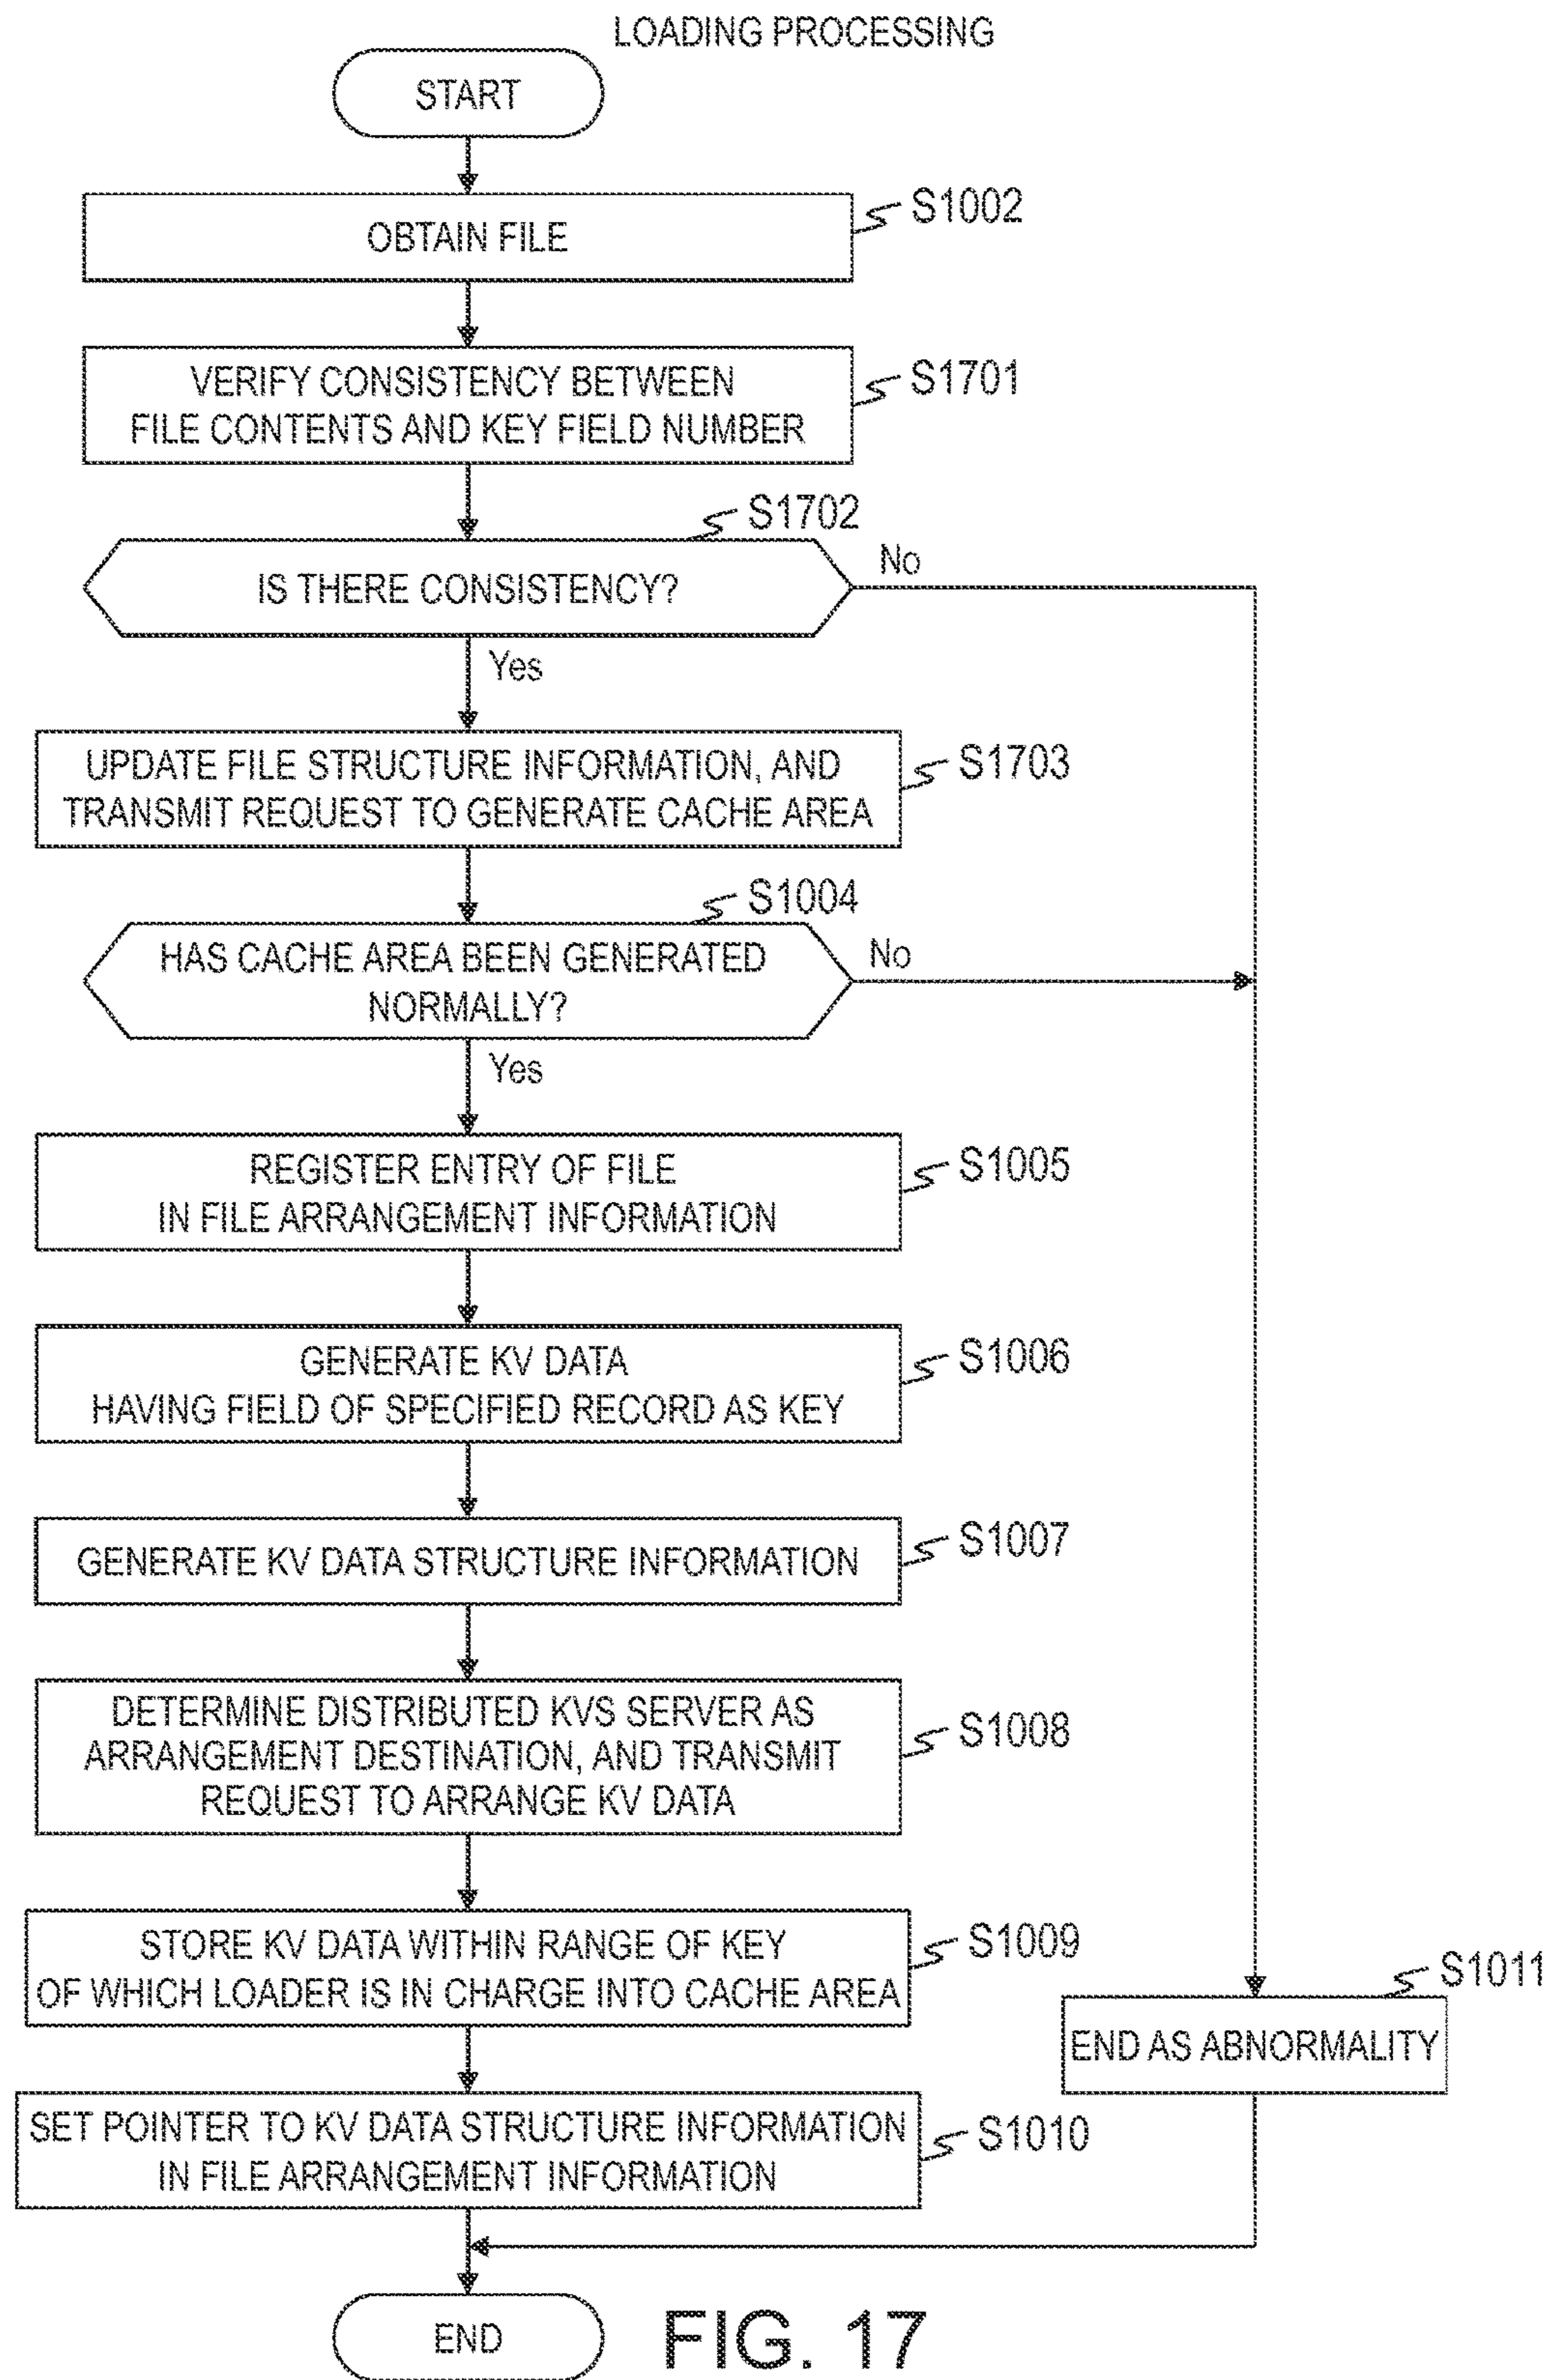 LOADING PROCESSING
START
OBTAIN FILE
S1002
VERIFY CONSISTENCY BETWEEN
FILE CONTENTS AND KEY FIELD NUMBER
S1701
S1702
IS THERE CONSISTENCY?
No
Yes
UPDATE FILE STRUCTURE INFORMATION, AND
TRANSMIT REQUEST TO GENERATE CACHE AREA
S1703
S1004
HAS CACHE AREA BEEN GENERATED
NORMALLY?
No
Yes
REGISTER ENTRY OF FILE
IN FILE ARRANGEMENT INFORMATION
S1005
GENERATE KV DATA
HAVING FIELD OF SPECIFIED RECORD AS KEY
S1006
GENERATE KV DATA STRUCTURE INFORMATION
S1007
DETERMINE DISTRIBUTED KVS SERVER AS
ARRANGEMENT DESTINATION, AND TRANSMIT
REQUEST TO ARRANGE KV DATA
S1008
STORE KV DATA WITHIN RANGE OF KEY
OF WHICH LOADER IS IN CHARGE INTO CACHE AREA
S1009
S1011
END AS ABNORMALITY
SET POINTER TO KV DATA STRUCTURE INFORMATION
IN FILE ARRANGEMENT INFORMATION
S1010
END
FIG. 17